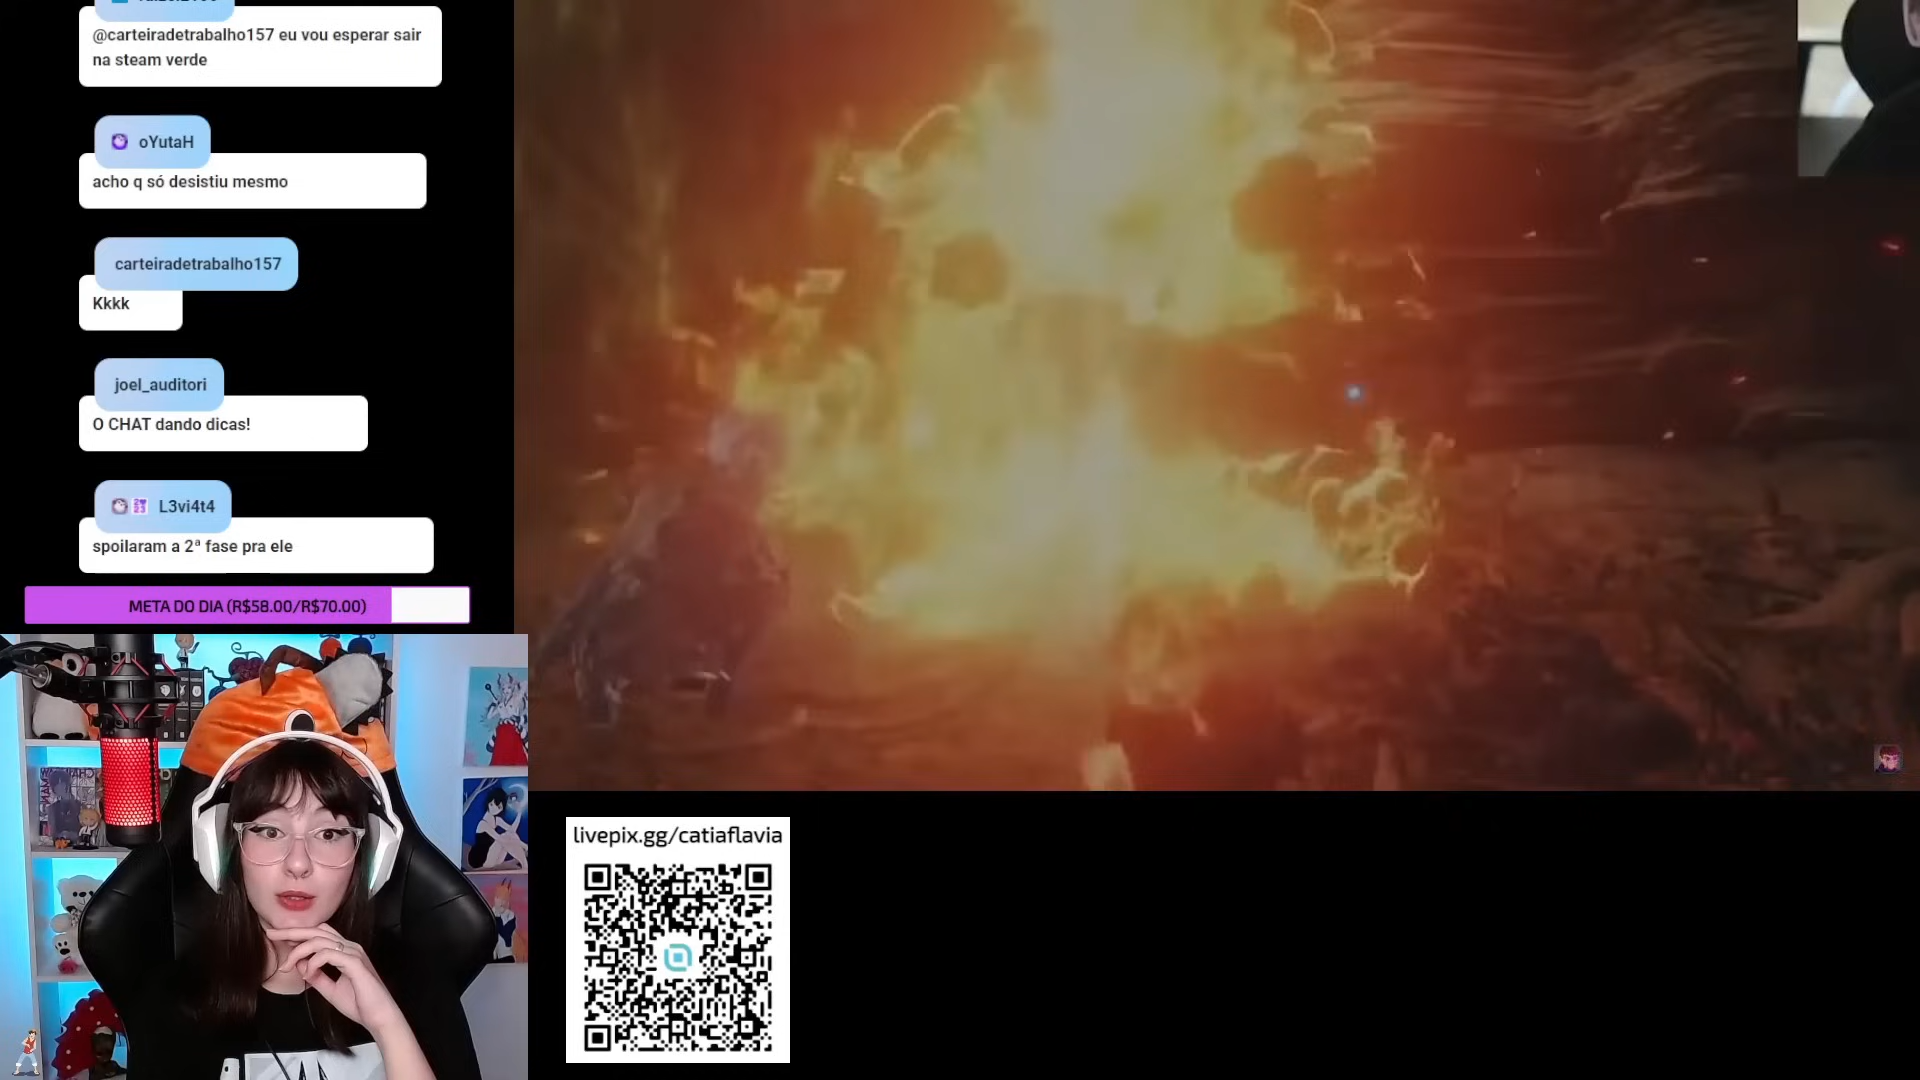 @carteiradetrabalho157 eu vou esperar sair
na steam verde
oYutaH
acho q só desistiu mesmo
carteiradetrabalho157
Kkkk
joel_auditori
O CHAT dando dicas!
L3vi4t4
spoilaram a 2ª fase pra ele
META DO DIA (R$58.00/R$70.00)
livepix.gg/catiaflavia